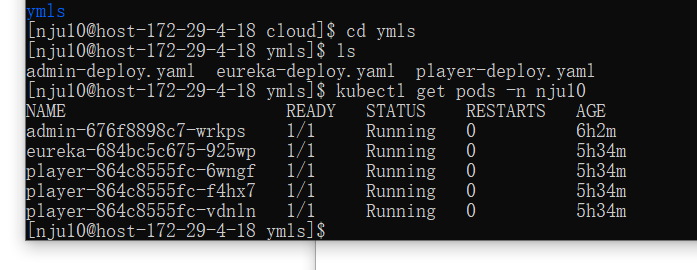 ymls
[nju10@host-172-29-4-18 cloud]$ cd ymls
[nju10@host-172-29-4-18 ymls]$ ls
admin-deploy.yaml  eureka-deploy.yaml  player-deploy.yaml
[nju10@host-172-29-4-18 ymls]$ kubectl get pods -n nju10
NAME                      READY   STATUS    RESTARTS   AGE
admin-676f8898c7-wrkps    1/1     Running   0          6h2m
eureka-684bc5c675-925wp   1/1     Running   0          5h34m
player-864c8555fc-6wngf   1/1     Running   0          5h34m
player-864c8555fc-f4hx7   1/1     Running   0          5h34m
player-864c8555fc-vdnln   1/1     Running   0          5h34m
[nju10@host-172-29-4-18 ymls]$